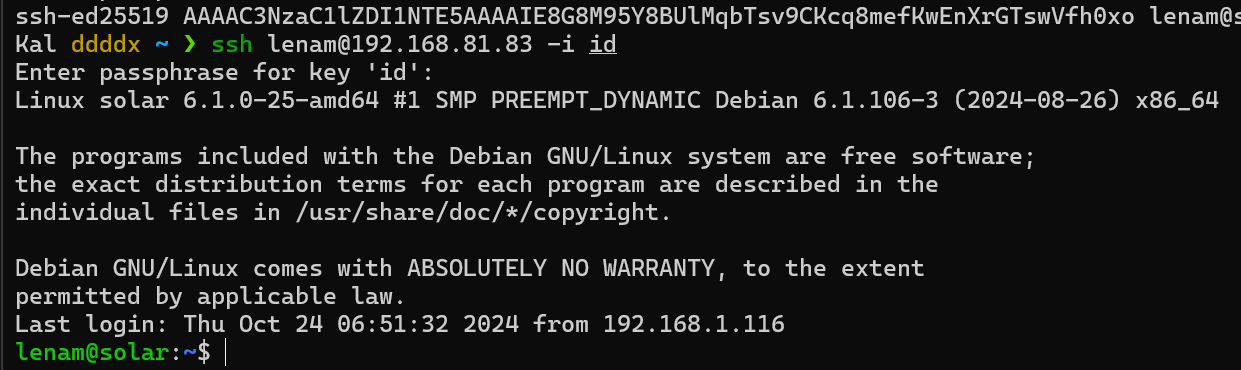 ssh-ed25519 AAAAC3NzaC1lZDI1NTE5AAAAIE8G8M95Y8BUlMqbTsv9CKcq8mefKwEnXrGTswVfh0xo lenam@s
Kal ddddx ~ ❯ ssh lenam@192.168.81.83 -i id
Enter passphrase for key 'id':
Linux solar 6.1.0-25-amd64 #1 SMP PREEMPT_DYNAMIC Debian 6.1.106-3 (2024-08-26) x86_64
The programs included with the Debian GNU/Linux system are free software;
the exact distribution terms for each program are described in the
individual files in /usr/share/doc/*/copyright.
Debian GNU/Linux comes with ABSOLUTELY NO WARRANTY, to the extent
permitted by applicable law.
Last login: Thu Oct 24 06:51:32 2024 from 192.168.1.116
lenam@solar:~$